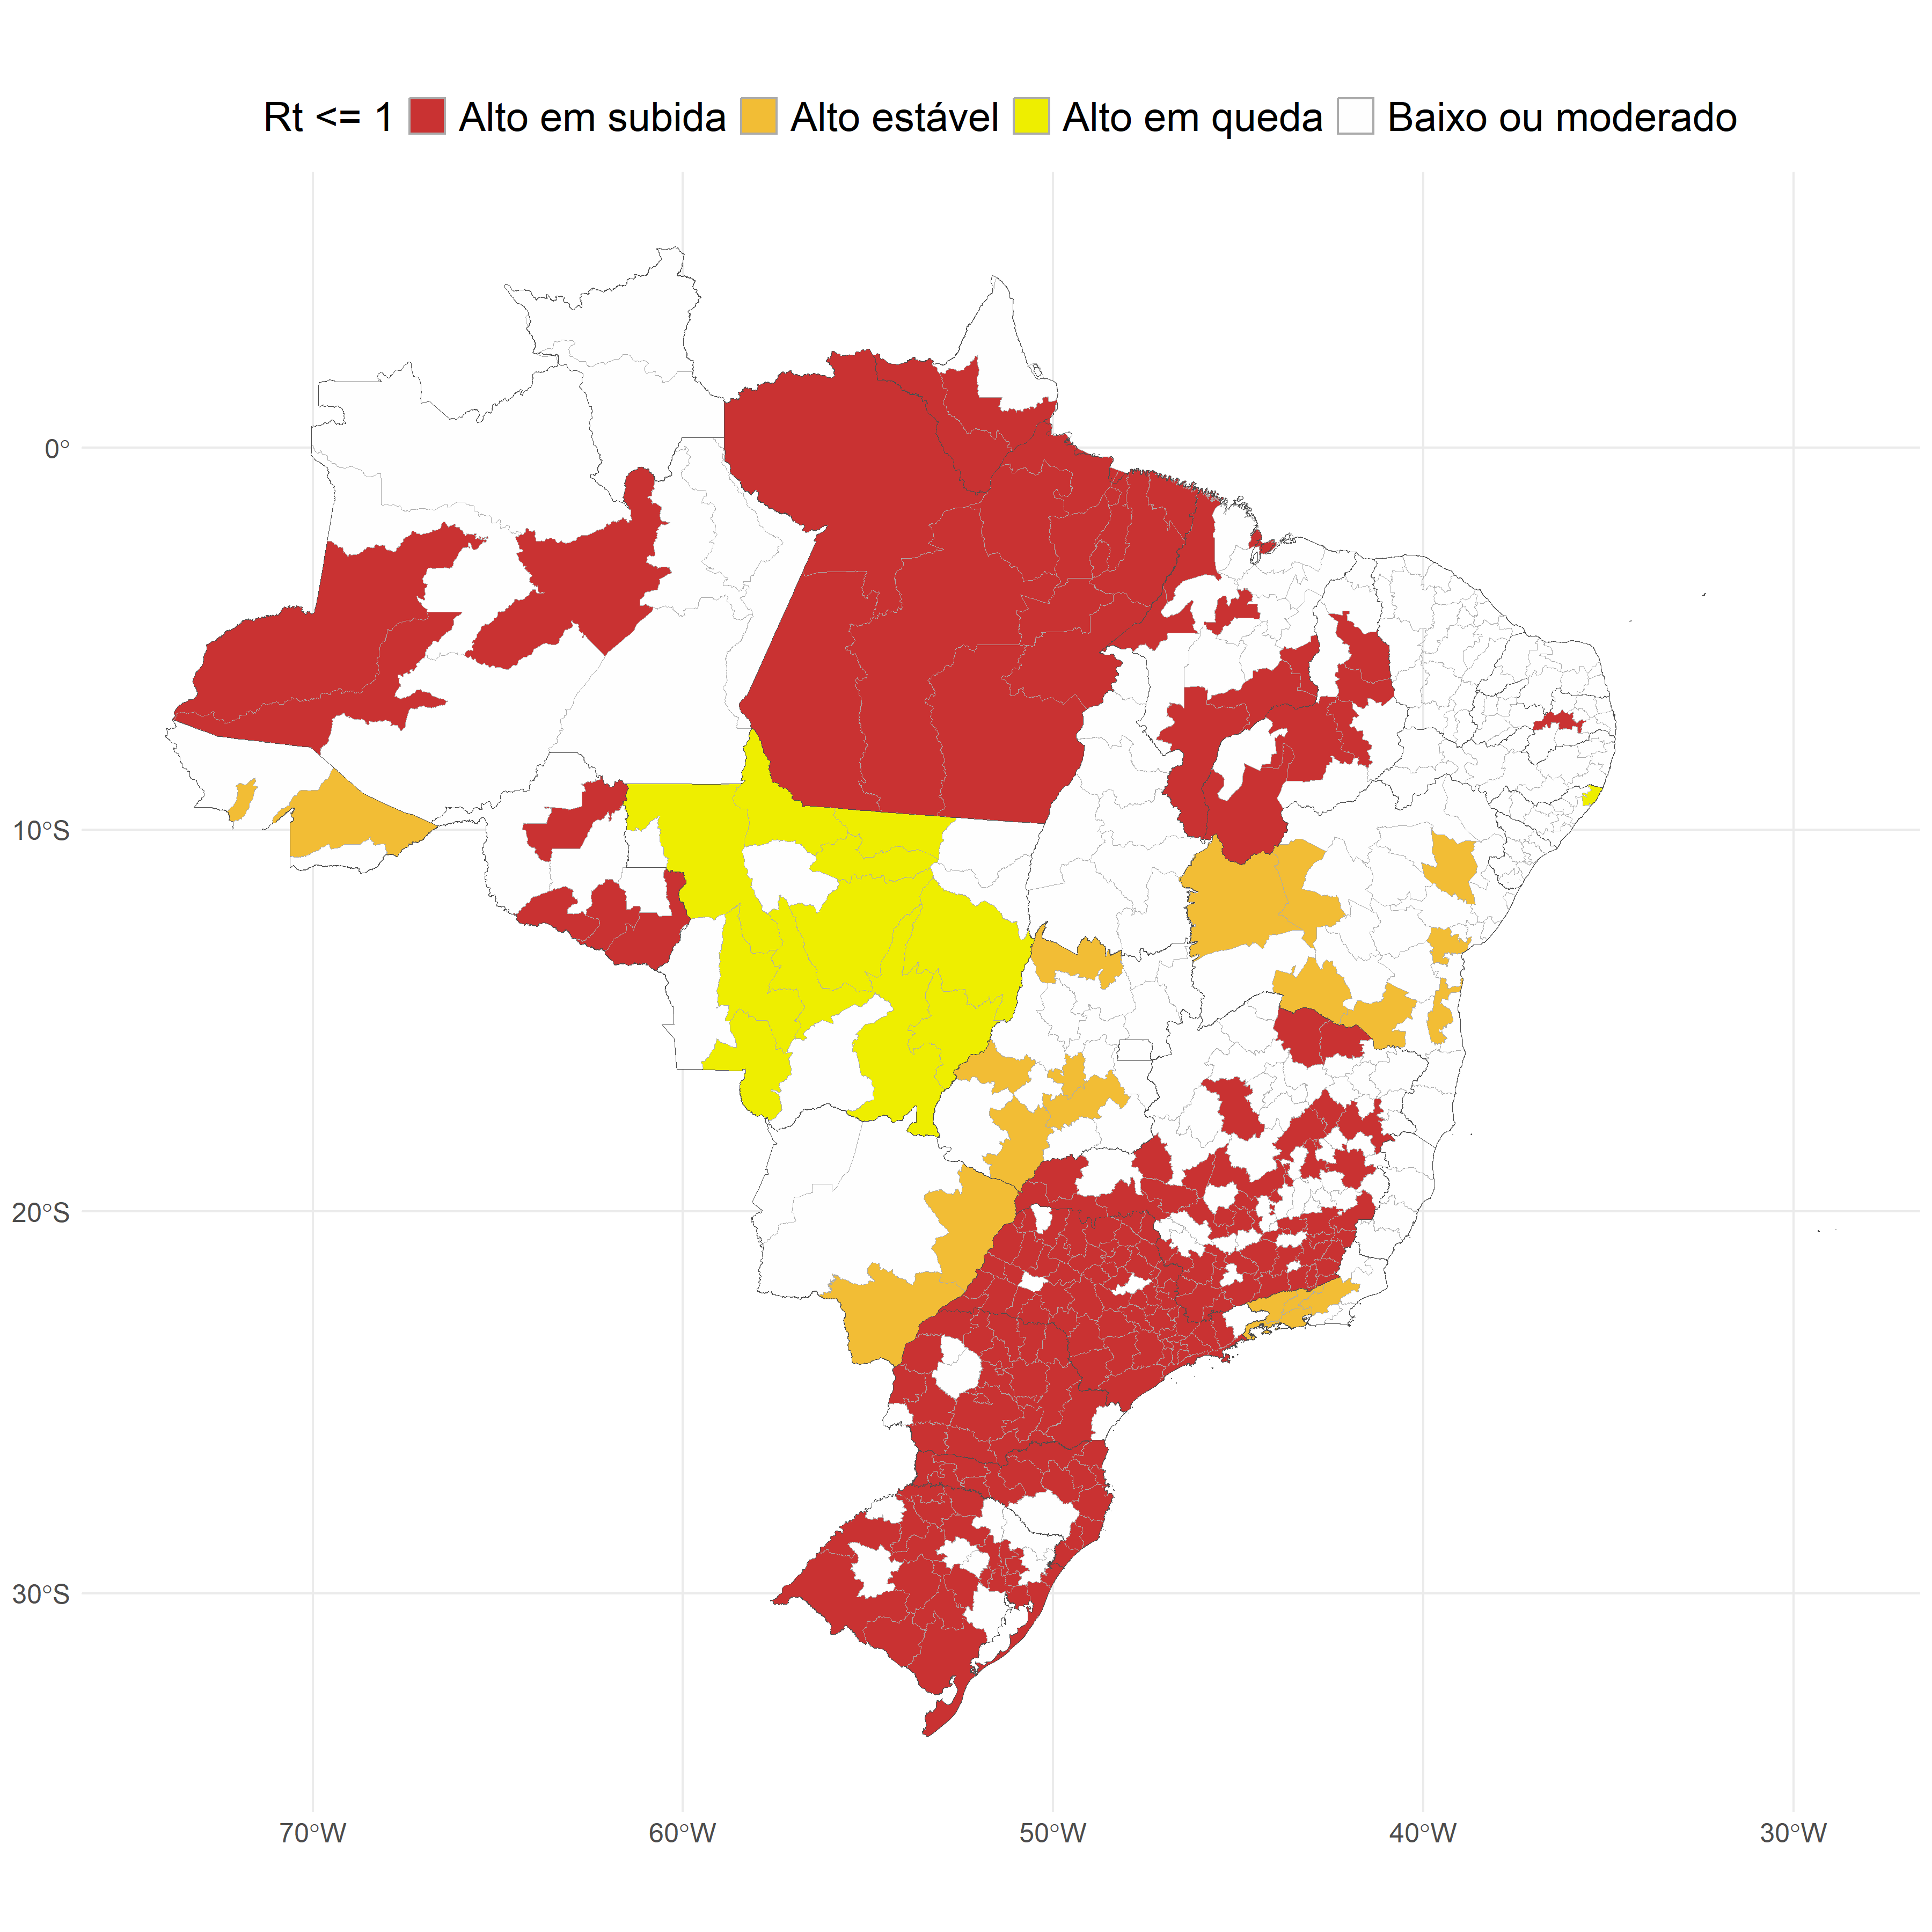 Rt <= 1 Alto em subida Alto estável Alto em queda Baixo ou moderado
0°
10°S
20°S
30°S
70°W 60°W 50°W 40°W 30°W